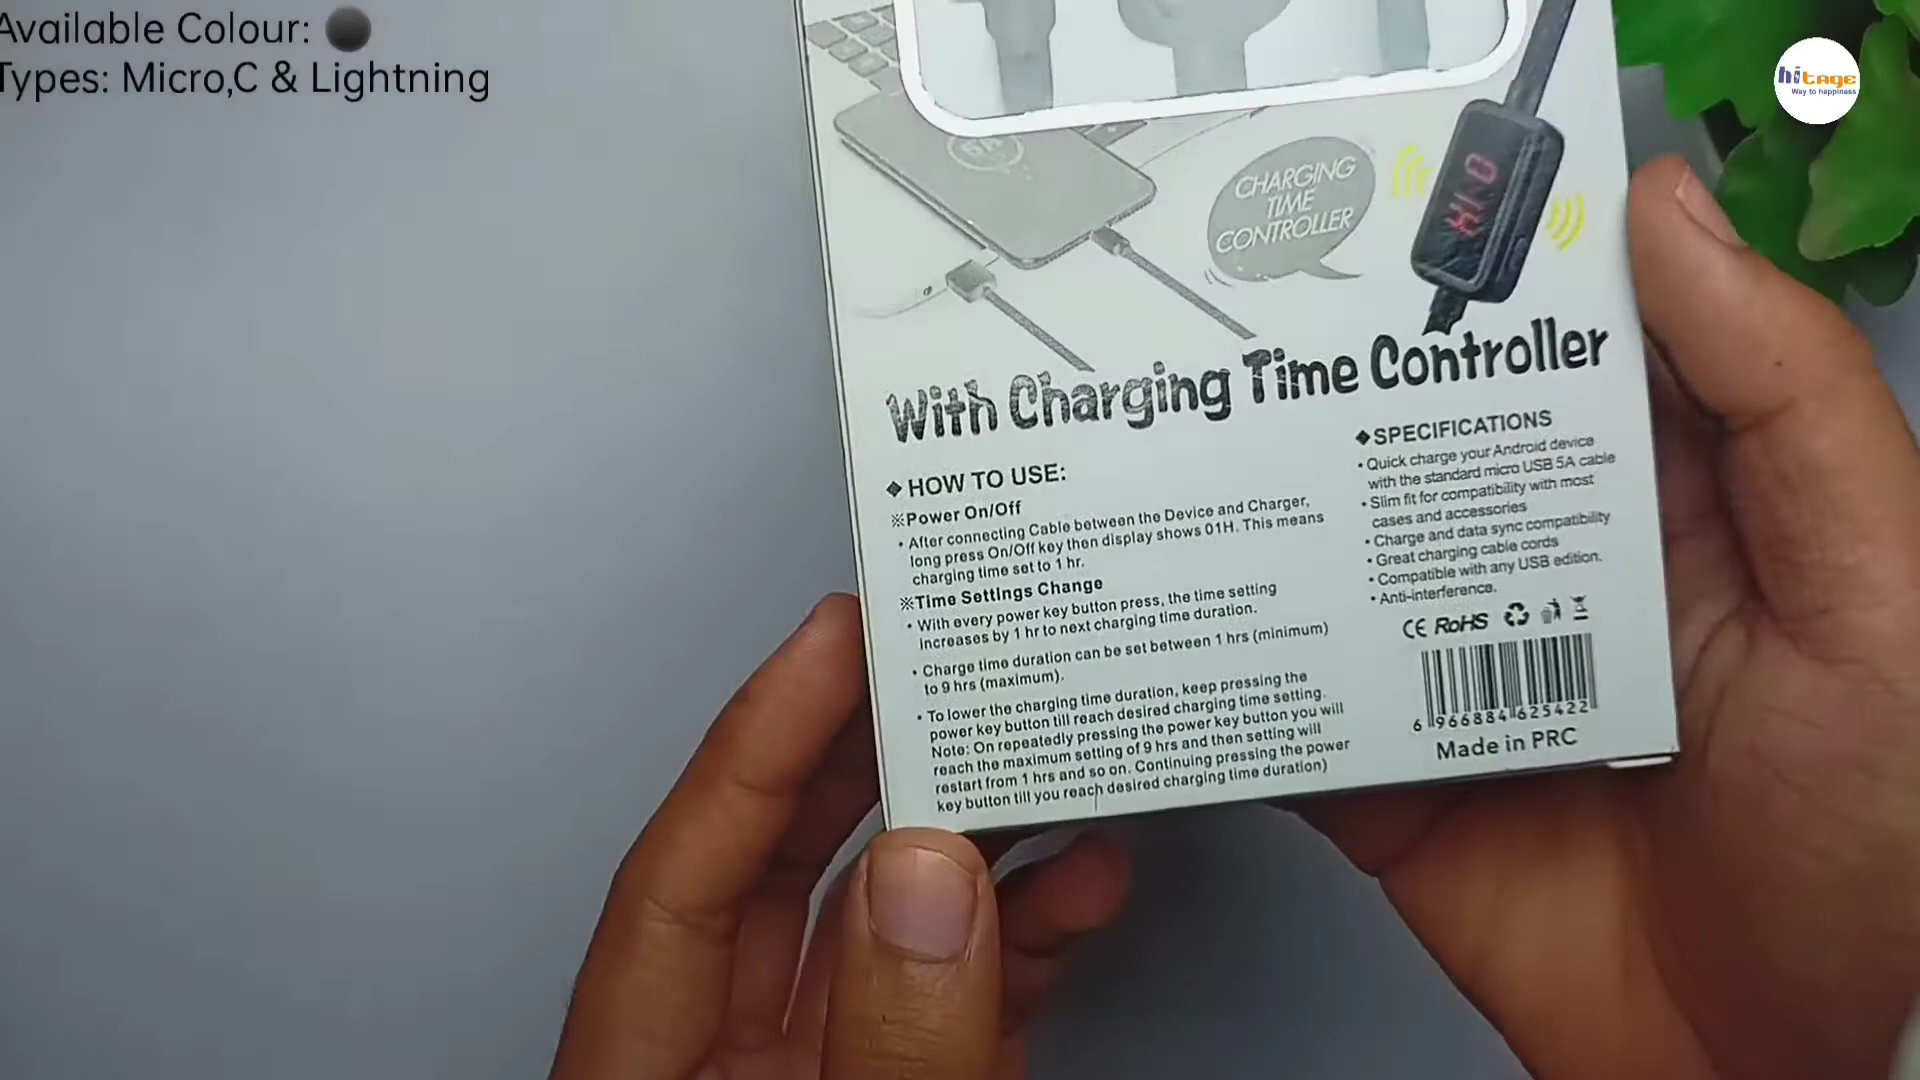 Available Colour:
Types: Micro,C & Lightning
hitage
Way to happiness
CHARGING
TIME
CONTROLLER
With Charging Time Controller
◆ HOW TO USE:
※Power On/Off
• After connecting Cable between the Device and Charger,
long press On/Off key then display shows 01H. This means
charging time set to 1 hr.
※Time Settings Change
• With every power key button press, the time setting
increases by 1 hr to next charging time duration.
• Charge time duration can be set between 1 hrs (minimum)
to 9 hrs (maximum).
• To lower the charging time duration, keep pressing the
power key button till reach desired charging time setting.
Note: On repeatedly pressing the power key button you will
reach the maximum setting of 9 hrs and then setting will
restart from 1 hrs and so on. Continuing pressing the power
key button till you reach desired charging time duration)
◆SPECIFICATIONS
• Quick charge your Android device
with the standard micro USB 5A cable
• Slim fit for compatibility with most
cases and accessories
• Charge and data sync compatibility
• Great charging cable cords
• Compatible with any USB edition.
• Anti-interference.
CE RoHS
6 966884 625422
Made in PRC